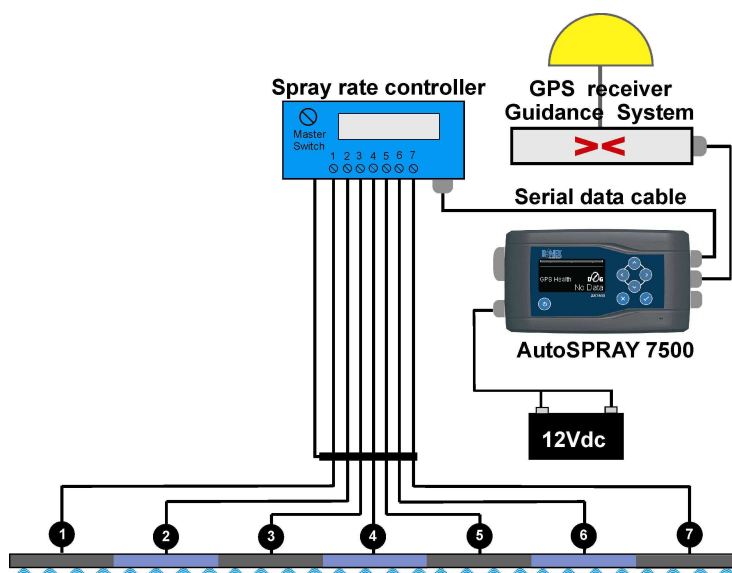 Spray rate controller
Master
Switch
1 2 3 4 5 6 7
GPS receiver
Guidance System
> <
Serial data cable
GPS Health
No Data
AutoSPRAY 7500
12Vdc
1 2 3 4 5 6 7